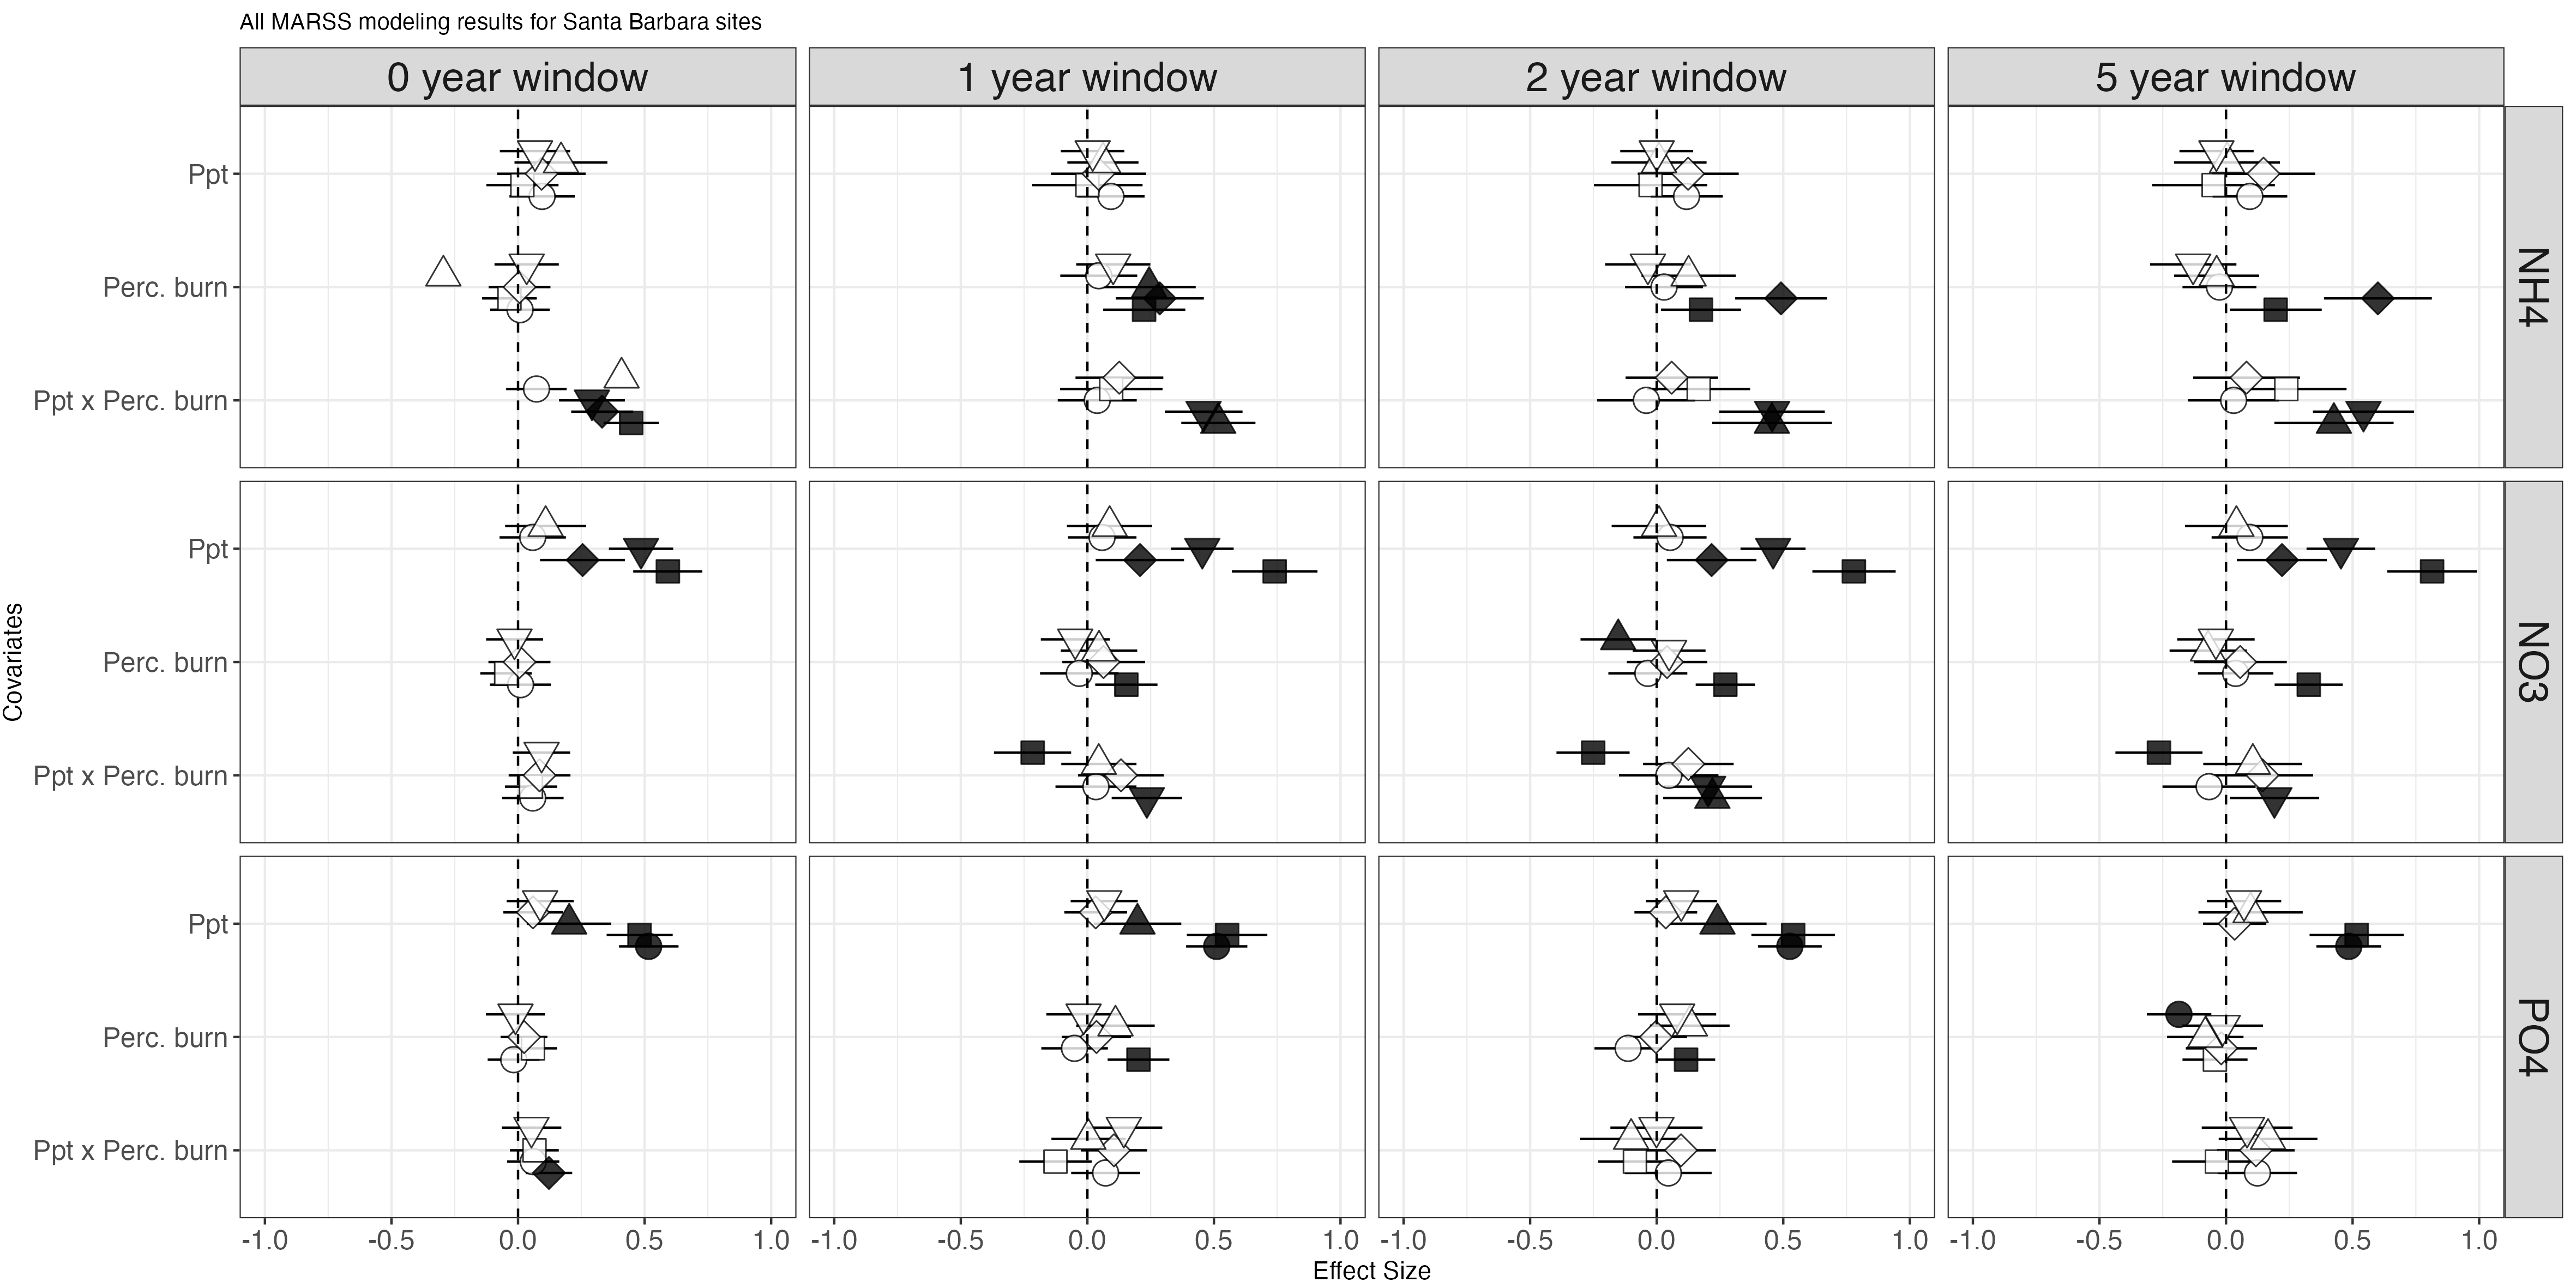 All MARSS modeling results for Santa Barbara sites
0 year window
1 year window
2 year window
5 year window
Ppt
Perc. burn
Ppt x Perc. burn
NH4
Covariates
Ppt
Perc. burn
Ppt x Perc. burn
NO3
Ppt
Perc. burn
Ppt x Perc. burn
PO4
-1.0 -0.5 0.0 0.5 1.0
-1.0 -0.5 0.0 0.5 1.0
-1.0 -0.5 0.0 0.5 1.0
-1.0 -0.5 0.0 0.5 1.0
Effect Size